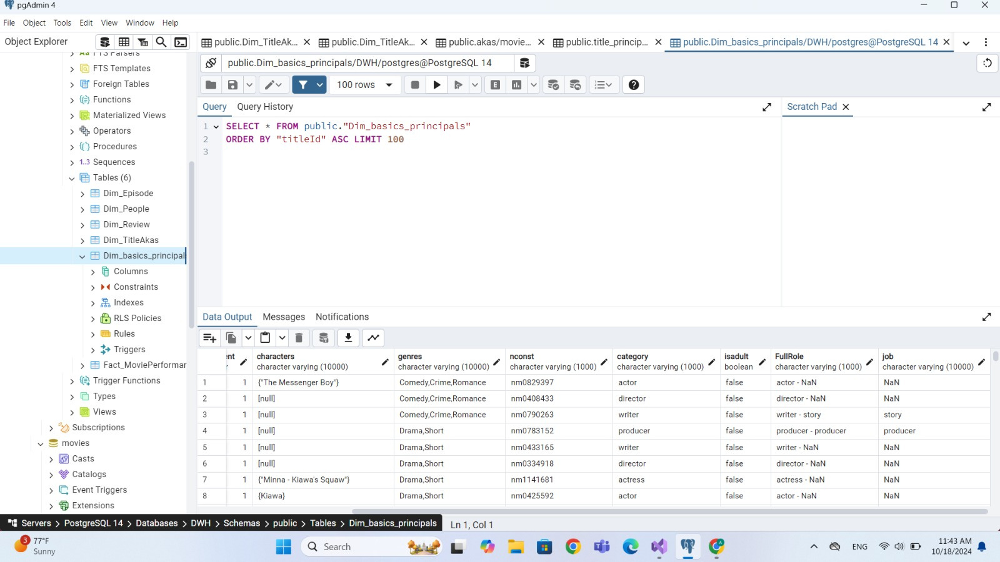 pgAdmin 4
File Object Tools Edit View Window Help
Object Explorer
public.Dim_TitleAk... public.Dim_TitleAk... public.akas/movie... public.title_princip... public.Dim_basics_principals/DWH/postgres@PostgreSQL 14
public.Dim_basics_principals/DWH/postgres@PostgreSQL 14
100 rows
E
FTS Parsers
FTS Templates
Foreign Tables
Functions
Materialized Views
Operators
Procedures
1..3 Sequences
Tables (6)
Dim_Episode
Dim_People
Dim_Review
Dim_TitleAkas
Dim_basics_principal
Columns
Constraints
Indexes
RLS Policies
Rules
Triggers
Fact_MoviePerformar
Trigger Functions
Types
Views
Subscriptions
movies
Casts
Catalogs
Event Triggers
Extensions
Query Query History
Scratch Pad
1 SELECT * FROM public."Dim_basics_principals"
2 ORDER BY "titleId" ASC LIMIT 100
3
Data Output Messages Notifications
ent characters genres nconst category isadult FullRole job
character varying (10000) character varying (10000) character varying (1000) character varying (1000) boolean character varying (1000) character varying (10000)
1 1 {"The Messenger Boy"} Comedy,Crime,Romance nm0829397 actor false actor - NaN NaN
2 1 [null] Comedy,Crime,Romance nm0408433 director false director - NaN NaN
3 1 [null] Comedy,Crime,Romance nm0790263 writer false writer - story story
4 1 [null] Drama,Short nm0783152 producer false producer - producer producer
5 1 [null] Drama,Short nm0433165 writer false writer - NaN NaN
6 1 [null] Drama,Short nm0334918 director false director - NaN NaN
7 1 {"Minna - Kiawa's Squaw"} Drama,Short nm1141681 actress false actress - NaN NaN
8 1 {Kiawa} Drama,Short nm0425592 actor false actor - NaN NaN
Servers > PostgreSQL 14 > Databases > DWH > Schemas > public > Tables > Dim_basics_principals
Ln 1, Col 1
3
77°F
Sunny
Search
ENG
11:43 AM
10/18/2024